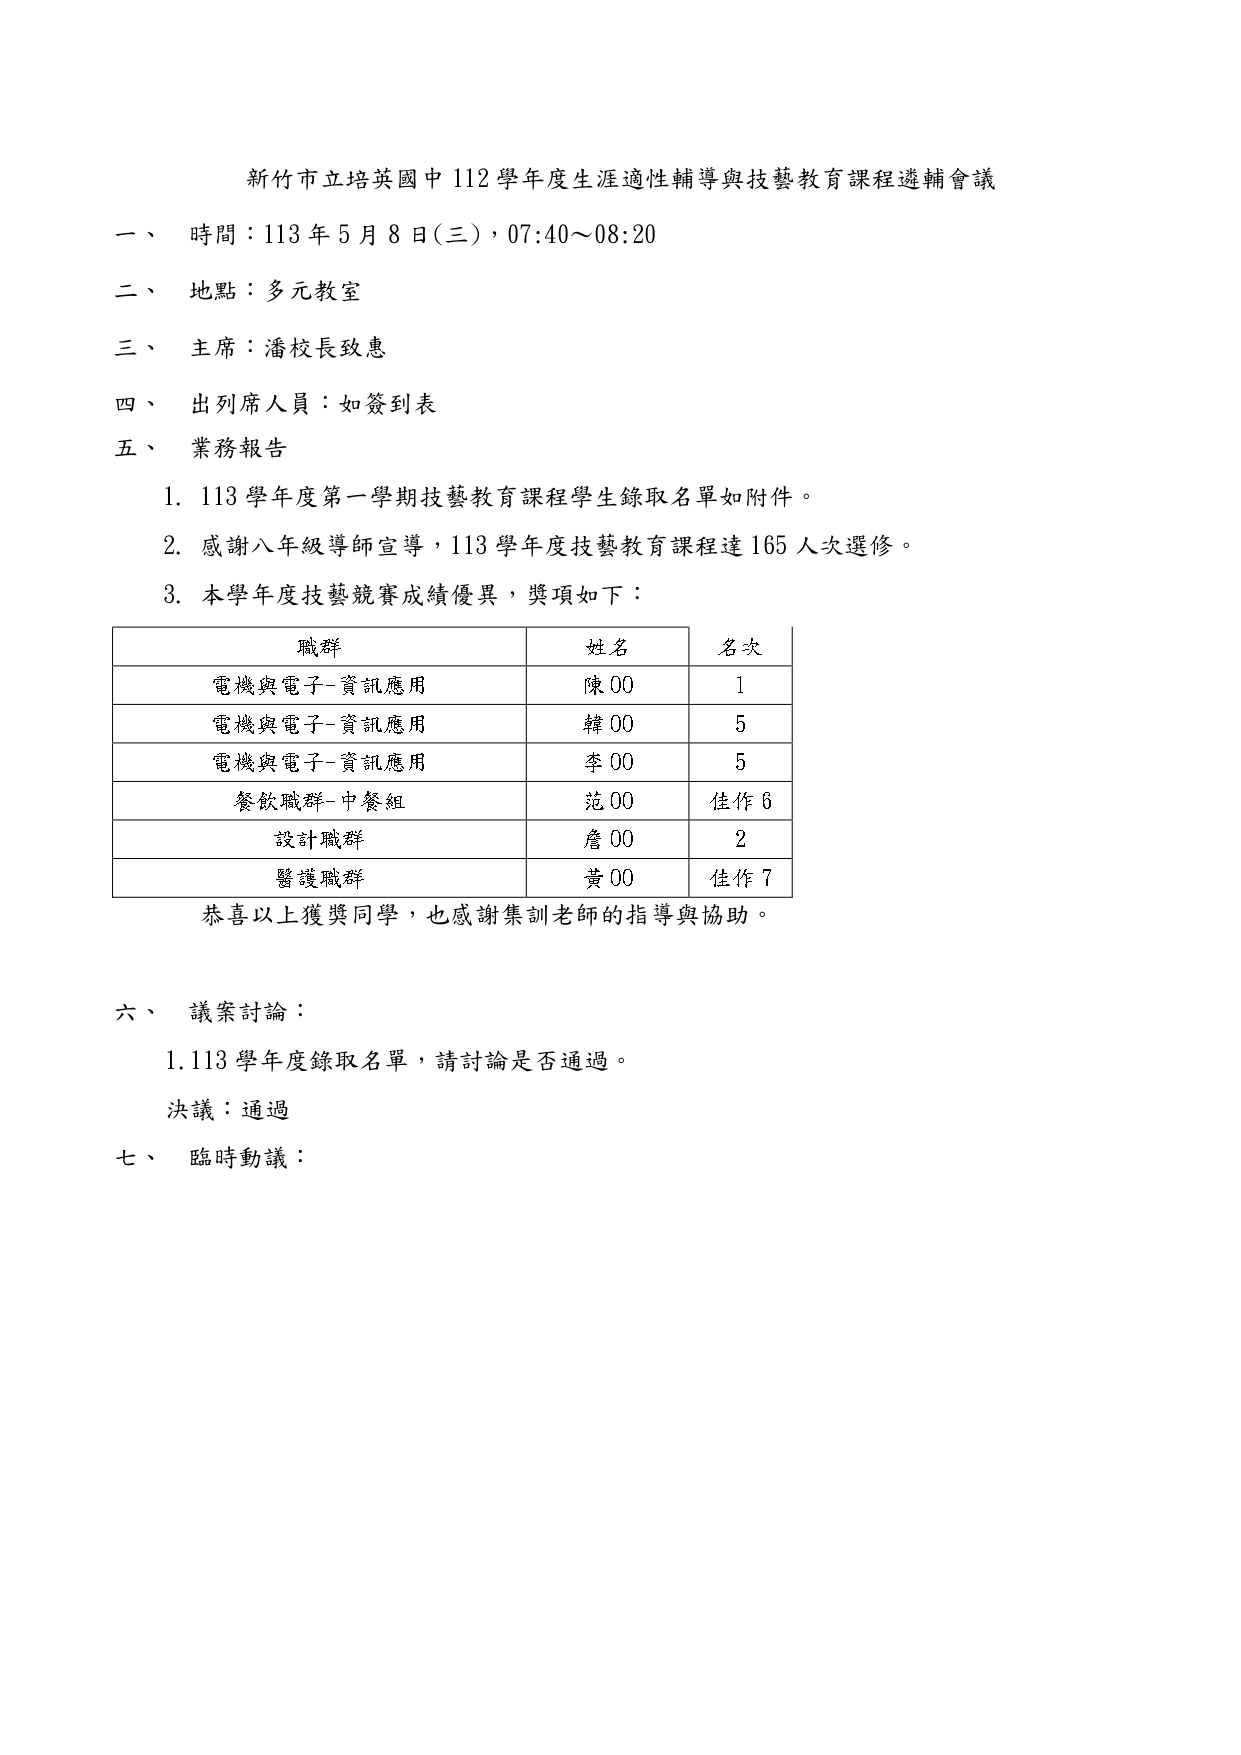 新竹市立培英國中 112 學年度生涯適性輔導與技藝教育課程遴輔會議
一、 時間：113 年 5 月 8 日(三)，07:40～08:20
二、 地點：多元教室
三、 主席：潘校長致惠
四、 出列席人員：如簽到表
五、 業務報告
1. 113 學年度第一學期技藝教育課程學生錄取名單如附件。
2. 感謝八年級導師宣導，113 學年度技藝教育課程達 165 人次選修。
3. 本學年度技藝競賽成績優異，獎項如下：
職群 姓名 名次
電機與電子-資訊應用 陳 OO 1
電機與電子-資訊應用 韓 OO 5
電機與電子-資訊應用 李 OO 5
餐飲職群-中餐組 范 OO 佳作 6
設計職群 詹 OO 2
醫護職群 黃 OO 佳作 7
恭喜以上獲獎同學，也感謝集訓老師的指導與協助。
六、 議案討論：
1.113 學年度錄取名單，請討論是否通過。
決議：通過
七、 臨時動議：